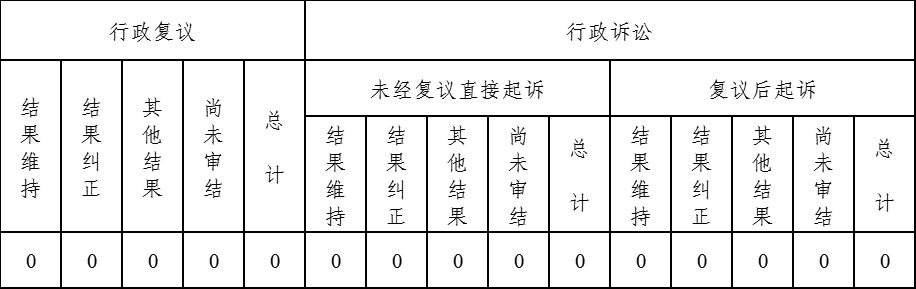 行政复议 行政诉讼
未经复议直接起诉 复议后起诉
结果维持 结果纠正 其他结果 尚未审结 总计 结果维持 结果纠正 其他结果 尚未审结 总计 结果维持 结果纠正 其他结果 尚未审结 总计
0 0 0 0 0 0 0 0 0 0 0 0 0 0 0